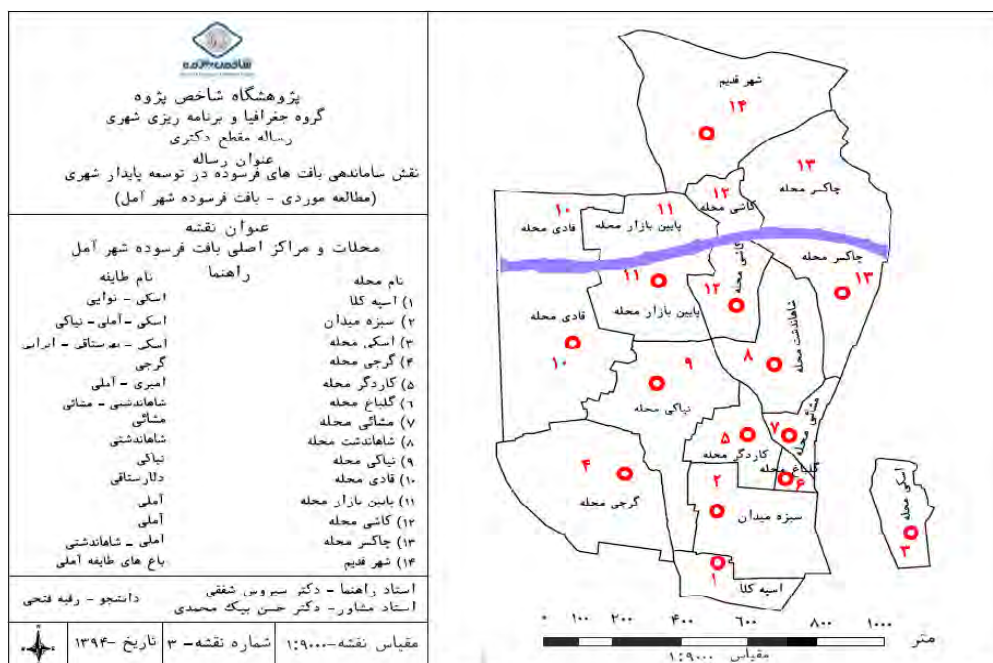 شاخص پژوه
پژوهشگاه شاخص پژوه
گروه جغرافیا و برنامه ریزی شهری
رساله مقطع دکتری
عنوان رساله
نقش ساماندهی بافت های فرسوده در توسعه پایدار شهری
(مطالعه موردی - بافت فرسوده شهر آمل)
عنوان نقشه
محلات و مراکز اصلی بافت فرسوده شهر آمل
راهنما
نام محله نام طایفه
۱) اسپه کلا اسکی - نوایی
۲) سبزه میدان اسکی - آملی - نیاکی
۳) اسکی محله اسکی - بهرستاقی - ایرایی
۴) گرجی محله گرجی
۵) کاردگر محله امیری - آملی
۶) گلباغ محله شاهاندشتی - مشائی
۷) مشائی محله مشائی
۸) شاهاندشت محله شاهاندشتی
۹) نیاکی محله نیاکی
۱۰) قادی محله دلارستاقی
۱۱) پایین بازار محله آملی
۱۲) کاشی محله آملی
۱۳) چاکسر محله املی - شاهاندشتی
۱۴) شهر قدیم باغ های طایفه آملی
استاد راهنما - دکتر سیروس شفقی
استاد مشاور - دکتر حسن بیک محمدی
دانشجو - رقیه فتحی
مقیاس نقشه-۱:۹۰۰۰ شماره نقشه- ۳ تاریخ -۱۳۹۴
شهر قدیم
۱۴
۱۳
چاکسر محله
۱۲
کاشی محله
۱۱
پایین بازار محله
۱۰
قادی محله
چاکسر محله
۱۳
کاشی محله
۱۲
۱۱
پایین بازار محله
قادی محله
۱۰
شاهاندشت محله
۸
۹
نیاکی محله
مشائی محله
۷
۵
کاردگر محله
گلباغ محله
۶
۴
گرجی محله
۲
سبزه میدان
اسکی محله
۳
۱
اسپه کلا
۰ ۱۰۰ ۲۰۰ ۴۰۰ ۶۰۰ ۸۰۰ ۱۰۰۰
متر
مقیاس ۱:۹۰۰۰